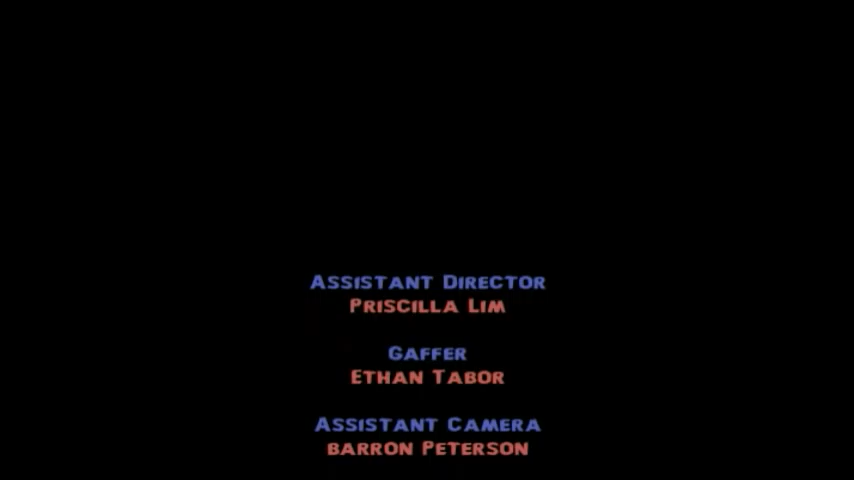 Assistant Director
Priscilla Lim
Gaffer
Ethan Tabor
Assistant Camera
barron Peterson